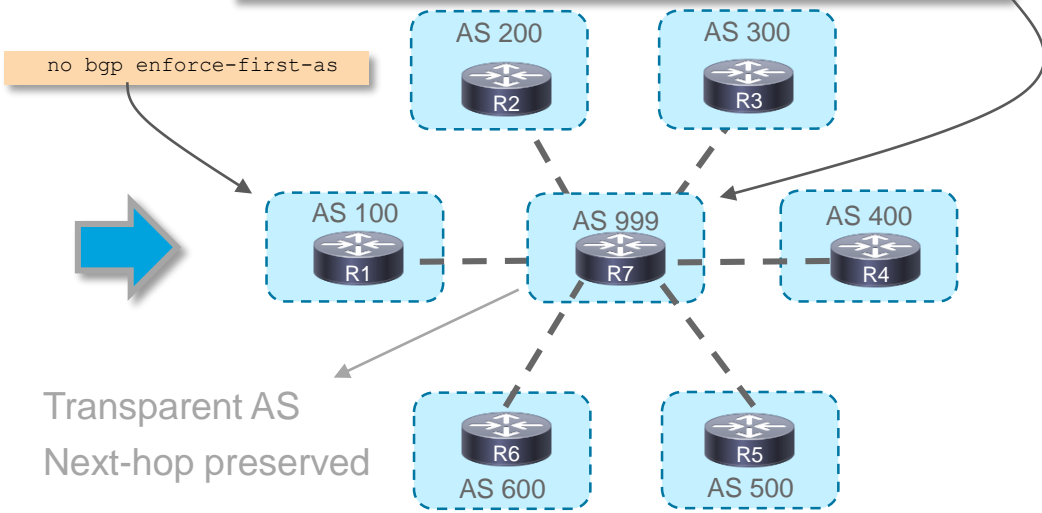 AS 200
AS 300
no bgp enforce-first-as
R2
R3
AS 100
AS 999
AS 400
R1
R7
R4
Transparent AS
Next-hop preserved
R6
R5
AS 600
AS 500